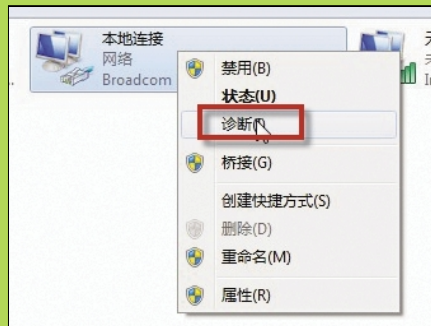 本地连接
网络
Broadcom
禁用(B)
状态(U)
诊断
桥接(G)
创建快捷方式(S)
删除(D)
重命名(M)
属性(R)